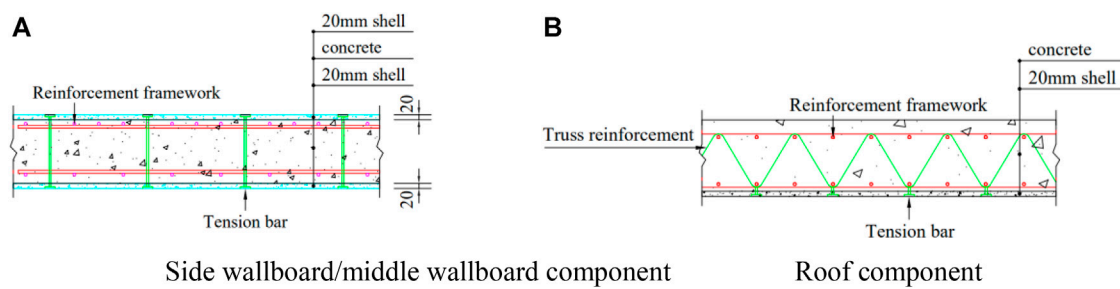 A
20mm shell
concrete
20mm shell
Reinforcement framework
20
20
Tension bar
Side wallboard/middle wallboard component
B
concrete
20mm shell
Reinforcement framework
Truss reinforcement
Tension bar
Roof component